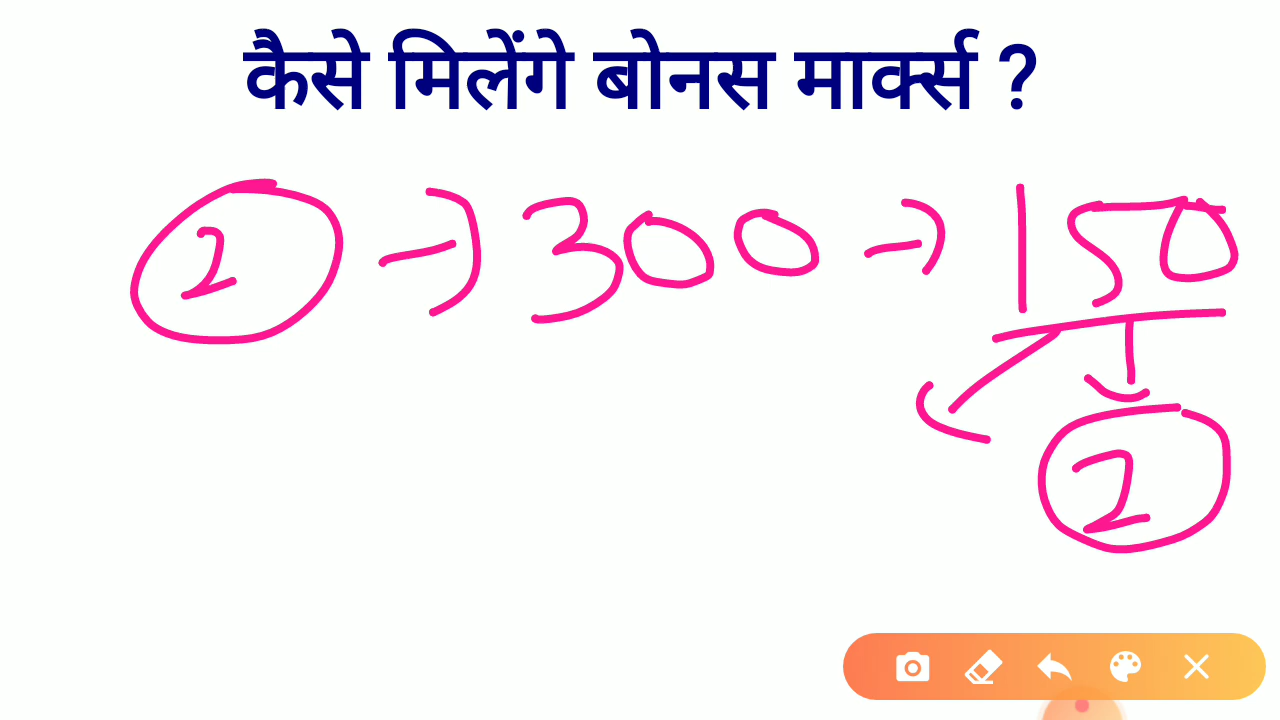 कैसे मिलेंगे बोनस मार्क्स ?
2 → 300 → 150
2